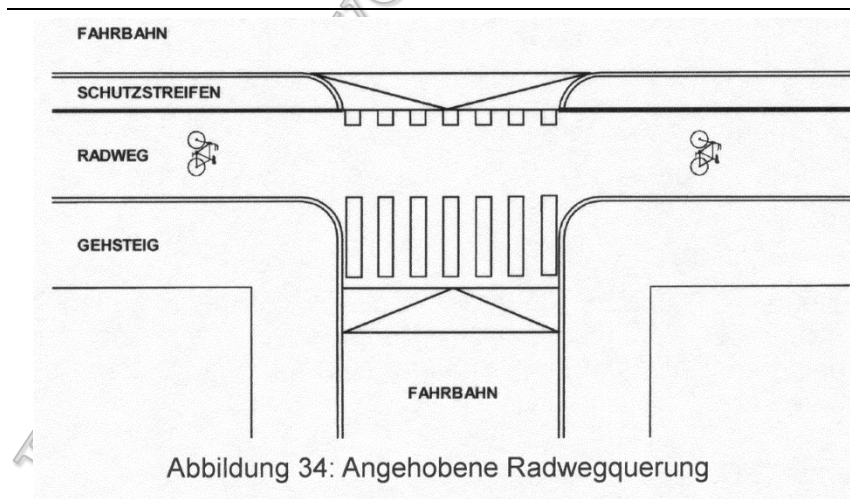 FAHRBAHN
SCHUTZSTREIFEN
RADWEG
GEHSTEIG
FAHRBAHN
Abbildung 34: Angehobene Radwegquerung